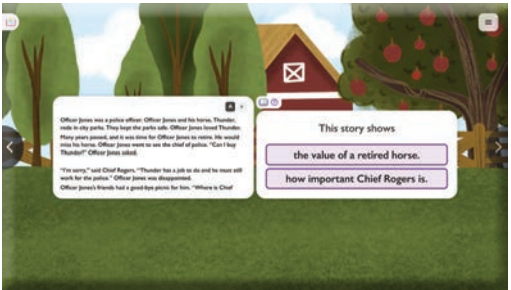 Officer Jones was a police officer. Officer Jones and his horse, Thunder,
rode in city parks. They kept the parks safe. Officer Jones loved Thunder.
Many years passed, and it was time for Officer Jones to retire. He would
miss his horse. Officer Jones went to see the chief of police. "Can I buy
Thunder?" Officer Jones asked.
"I'm sorry," said Chief Rogers. "Thunder has a job to do and he must still
work for the police." Officer Jones was disappointed.
Officer Jones's friends had a good-bye picnic for him. "Where is Chief
This story shows
the value of a retired horse.
how important Chief Rogers is.